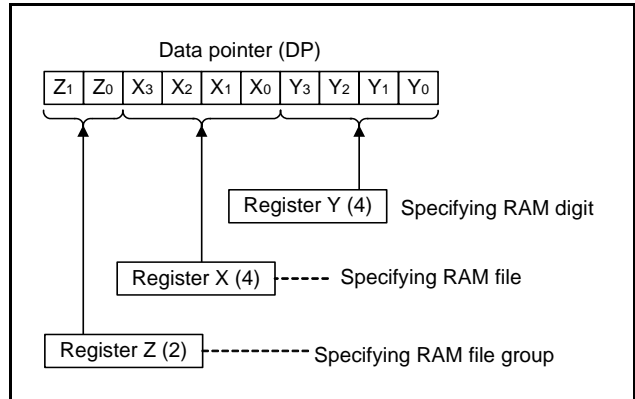 Data pointer (DP)
Z1 Z0 X3 X2 X1 X0 Y3 Y2 Y1 Y0
Register Y (4) Specifying RAM digit
Register X (4) Specifying RAM file
Register Z (2) Specifying RAM file group